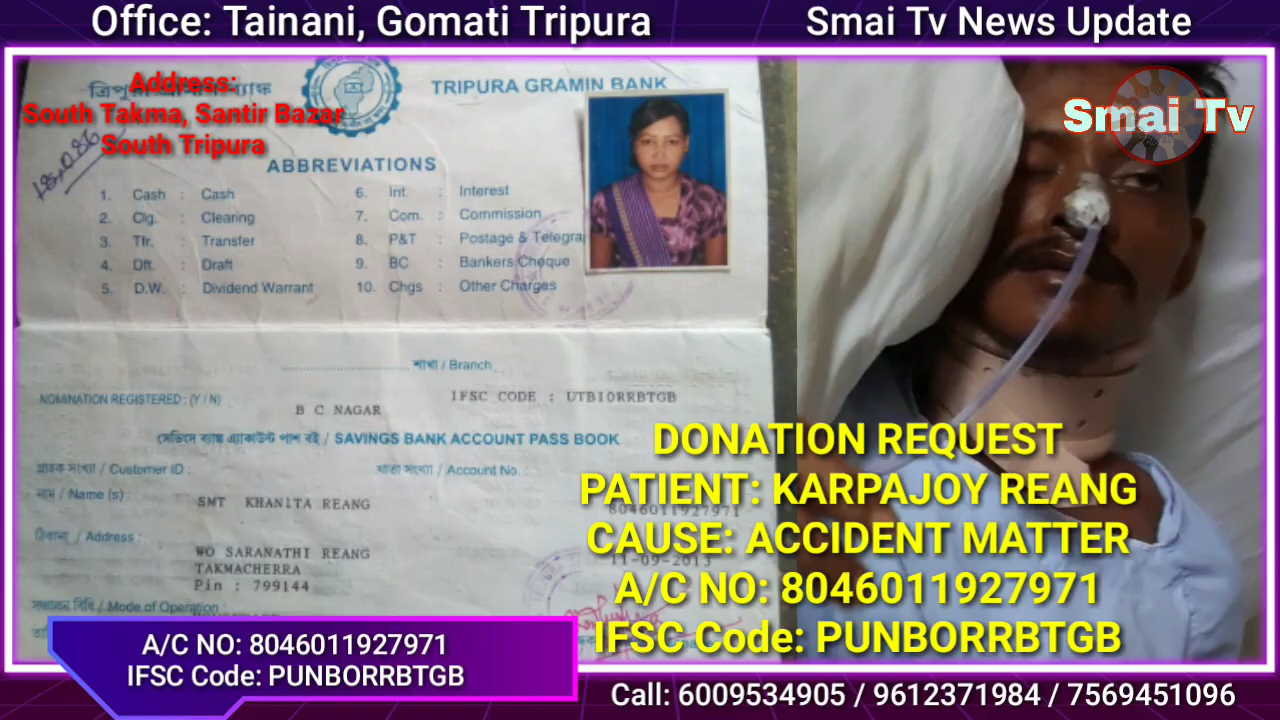 Office: Tainani, Gomati Tripura
Smai Tv News Update
Address:
South Takma, Santir Bazar
South Tripura
TRIPURA GRAMIN BANK
Smai Tv
ABBREVIATIONS
1. Cash : Cash
2. Clg. : Clearing
3. Tfr. : Transfer
4. Dft. : Draft
5. D.W. : Dividend Warrant
6. Int. : Interest
7. Com. : Commission
8. P&T : Postage & Telegra
9. BC : Bankers Cheque
10. Chgs : Other Charges
শাখা / Branch
NOMINATION REGISTERED : (Y / N)
IFSC CODE : UTBI0RRBTGB
B C NAGAR
সেভিংস ব্যাঙ্ক এ্যাকাউন্ট পাশ বই / SAVINGS BANK ACCOUNT PASS BOOK
গ্রাহক সংখ্যা / Customer ID :
খাতা সংখ্যা / Account No. :
নাম / Name (s) :
SMT KHANITA REANG
8046011927971
ঠিকানা / Address :
WO SARANATHI REANG
TAKMACHERRA
Pin : 799144
11-09-2013
/ Mode of Operation :
DONATION REQUEST
PATIENT: KARPAJOY REANG
CAUSE: ACCIDENT MATTER
A/C NO: 8046011927971
IFSC Code: PUNBORRBTGB
A/C NO: 8046011927971
IFSC Code: PUNBORRBTGB
Call: 6009534905 / 9612371984 / 7569451096